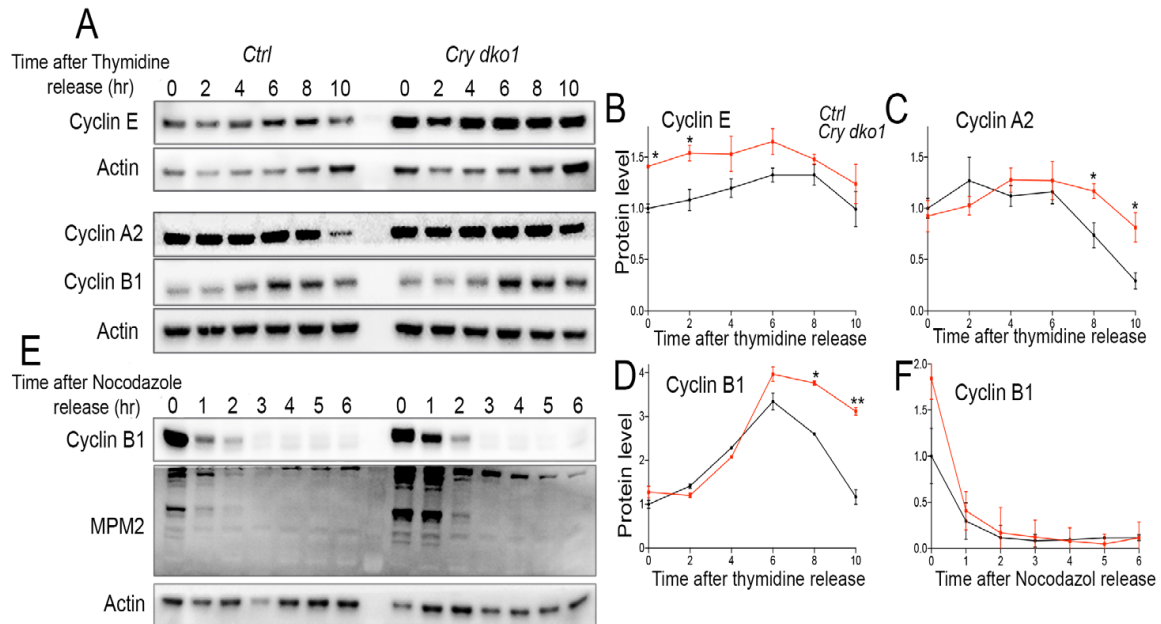 A
Time after Thymidine
release (hr)
Ctrl
Cry dko1
0 2 4 6 8 10 0 2 4 6 8 10
Cyclin E
Actin
Cyclin A2
Cyclin B1
Actin
E
Time after Nocodazole
release (hr)
0 1 2 3 4 5 6 0 1 2 3 4 5 6
Cyclin B1
MPM2
Actin
B
Cyclin E
Ctrl
Cry dko1
Protein level
1.5
1.0
0.5
0.0
* *
0 2 4 6 8 10
Time after thymidine release
C
Cyclin A2
1.5
1.0
0.5
0.0
* *
0 2 4 6 8 10
Time after thymidine release
D
Cyclin B1
Protein level
4
3
2
1
0
* **
0 2 4 6 8 10
Time after thymidine release
F
Cyclin B1
2.0
1.5
1.0
0.5
0.0
0 1 2 3 4 5 6
Time after Nocodazol release